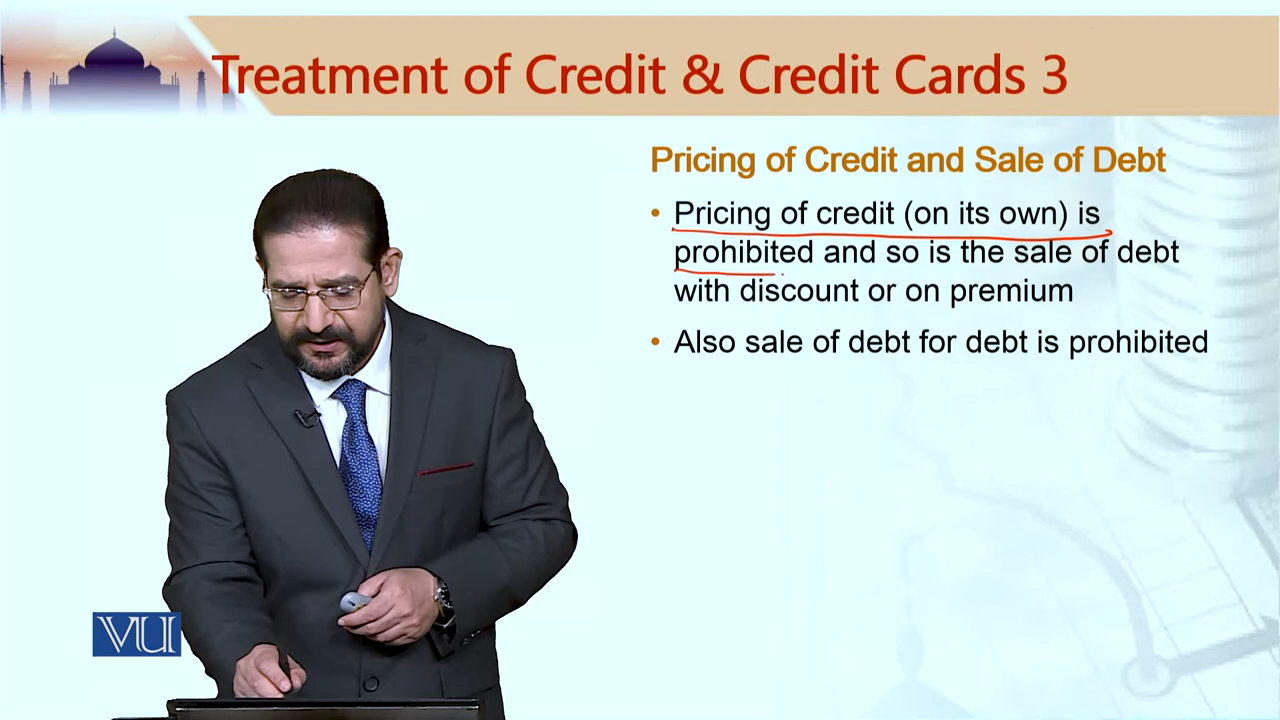 Treatment of Credit & Credit Cards 3
Pricing of Credit and Sale of Debt
• Pricing of credit (on its own) is
prohibited and so is the sale of debt
with discount or on premium
• Also sale of debt for debt is prohibited
VU